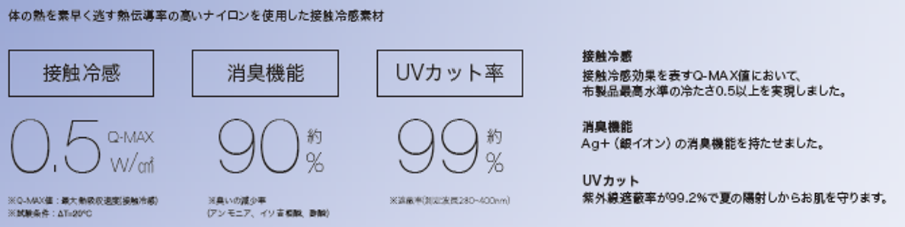 体の熱を素早く逃す熱伝導率の高いナイロンを使用した接触冷感素材
接触冷感
0.5 Q-MAX W/c㎡
※Q-MAX値：最大熱吸収速度(接触冷感)
※試験条件：ΔT=20°C
消臭機能
90 約 %
※臭いの減少率
(アンモニア、イソ吉相酸、酢酸)
UVカット率
99 約 %
※遮蔽率(測定波長280~400nm)
接触冷感
接触冷感効果を表すQ-MAX値において、
布製品最高水準の冷たさ0.5以上を実現しました。
消臭機能
Ag+（銀イオン）の消臭機能を持たせました。
UVカット
紫外線遮蔽率が99.2%で夏の陽射しからお肌を守ります。